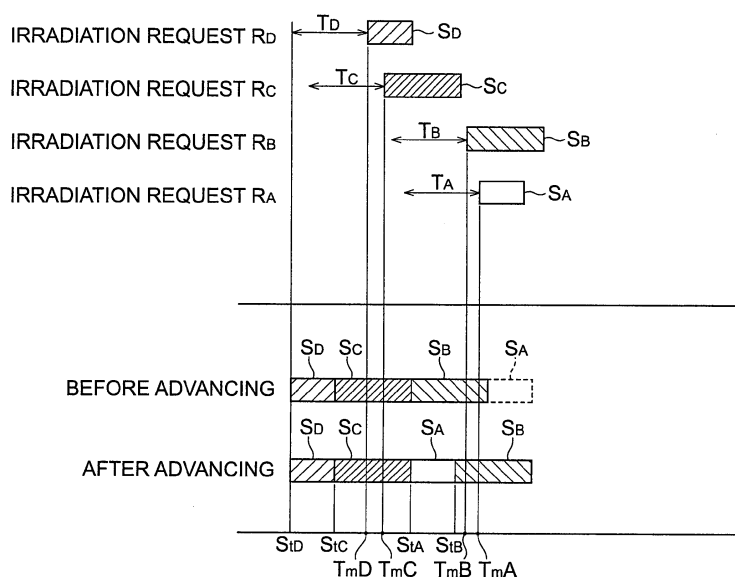 IRRADIATION REQUEST RD TD SD
IRRADIATION REQUEST RC TC SC
IRRADIATION REQUEST RB TB SB
IRRADIATION REQUEST RA TA SA
SD SC SB SA
BEFORE ADVANCING
SD SC SA SB
AFTER ADVANCING
StD StC StA StB
TmD TmC TmB TmA